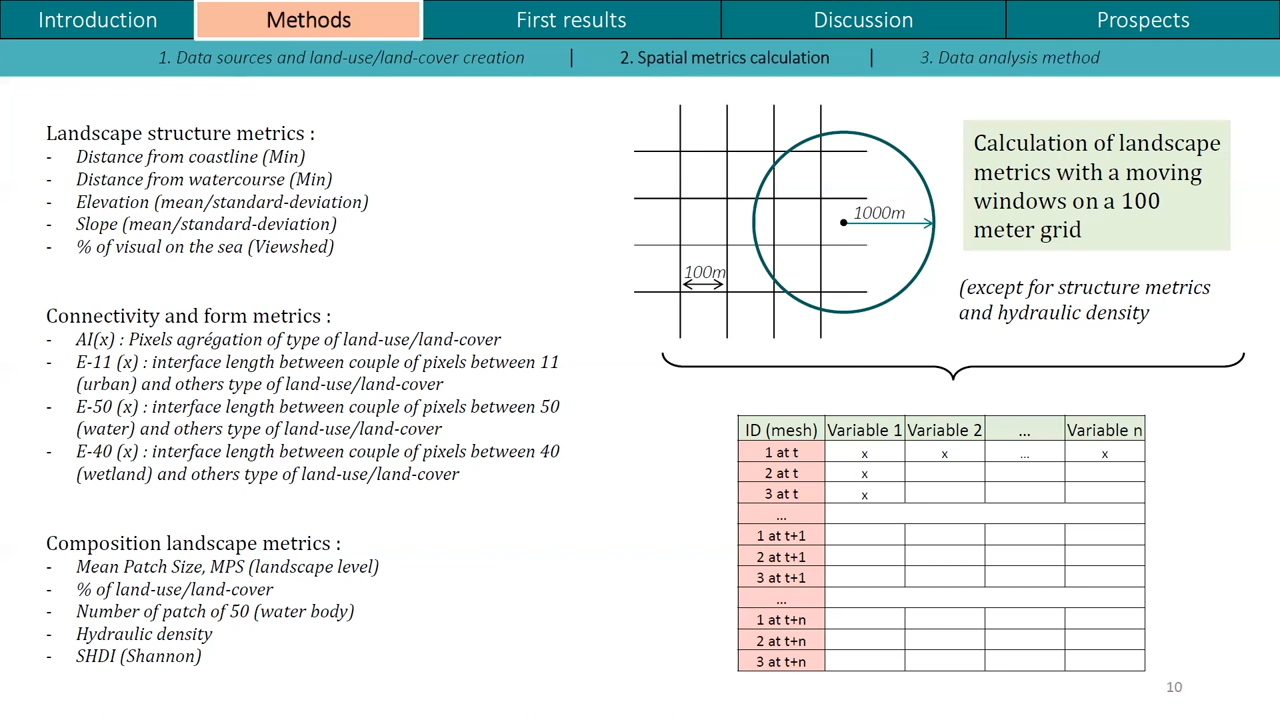 Introduction
Methods
First results
Discussion
Prospects
1. Data sources and land-use/land-cover creation
2. Spatial metrics calculation
3. Data analysis method
Landscape structure metrics :
- Distance from coastline (Min)
- Distance from watercourse (Min)
- Elevation (mean/standard-deviation)
- Slope (mean/standard-deviation)
- % of visual on the sea (Viewshed)
Connectivity and form metrics :
- AI(x) : Pixels agrégation of type of land-use/land-cover
- E-11 (x) : interface length between couple of pixels between 11
(urban) and others type of land-use/land-cover
- E-50 (x) : interface length between couple of pixels between 50
(water) and others type of land-use/land-cover
- E-40 (x) : interface length between couple of pixels between 40
(wetland) and others type of land-use/land-cover
Composition landscape metrics :
- Mean Patch Size, MPS (landscape level)
- % of land-use/land-cover
- Number of patch of 50 (water body)
- Hydraulic density
- SHDI (Shannon)
1000m
100m
Calculation of landscape
metrics with a moving
windows on a 100
meter grid
(except for structure metrics
and hydraulic density
ID (mesh) Variable 1 Variable 2 ... Variable n
1 at t x x ... x
2 at t x
3 at t x
...
1 at t+1
2 at t+1
3 at t+1
...
1 at t+n
2 at t+n
3 at t+n
10